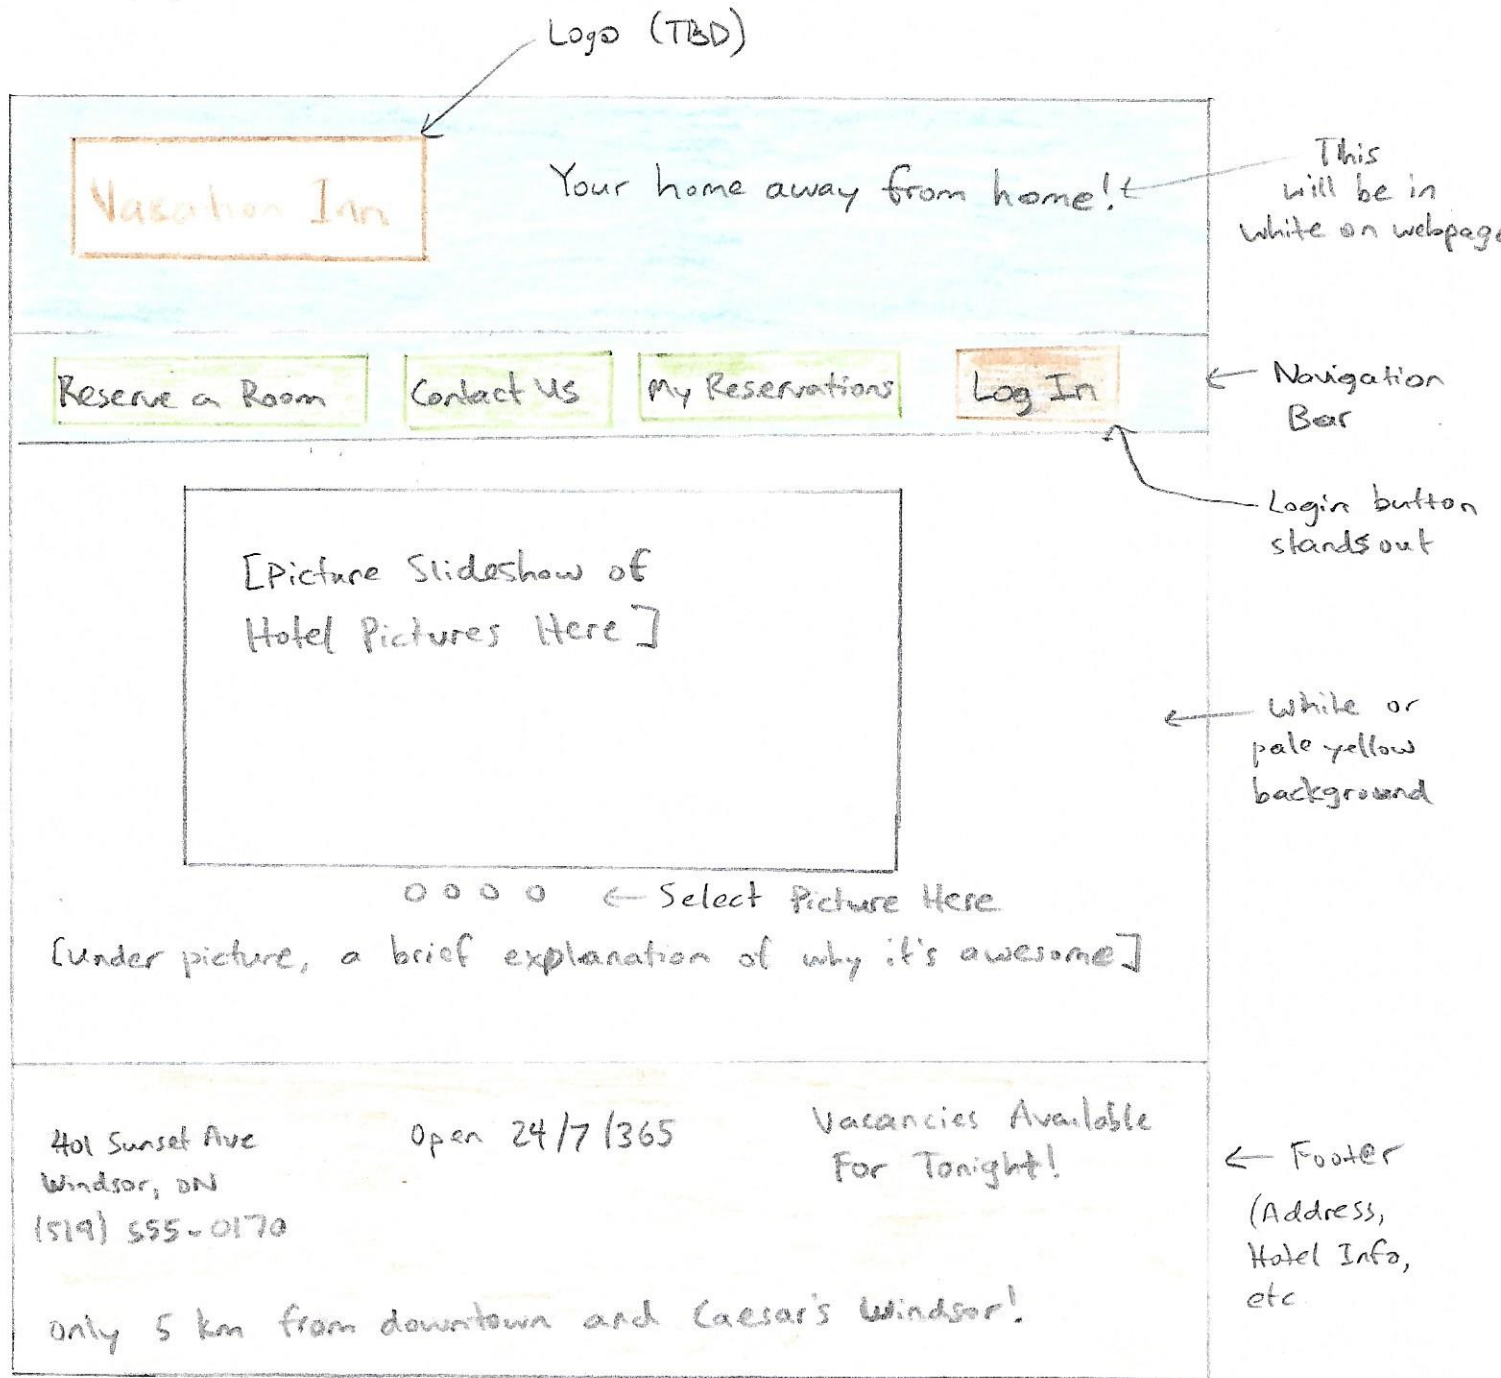 Logo (TBD)
Vasation Inn
Your home away from home!
This
will be in
white on webpage
Reserve a Room
Contact Us
My Reservations
Log In
Navigation
Bar
Login button
stands out
[Picture Slideshow of
Hotel Pictures Here]
White or
pale yellow
background
Select Picture Here
[Under picture, a brief explanation of why it's awesome]
401 Sunset Ave
Windsor, ON
(519) 555-0170
Open 24/7/365
Vacancies Available
For Tonight!
only 5 km from downtown and Caesar's Windsor!
Footer
(Address,
Hotel Info,
etc